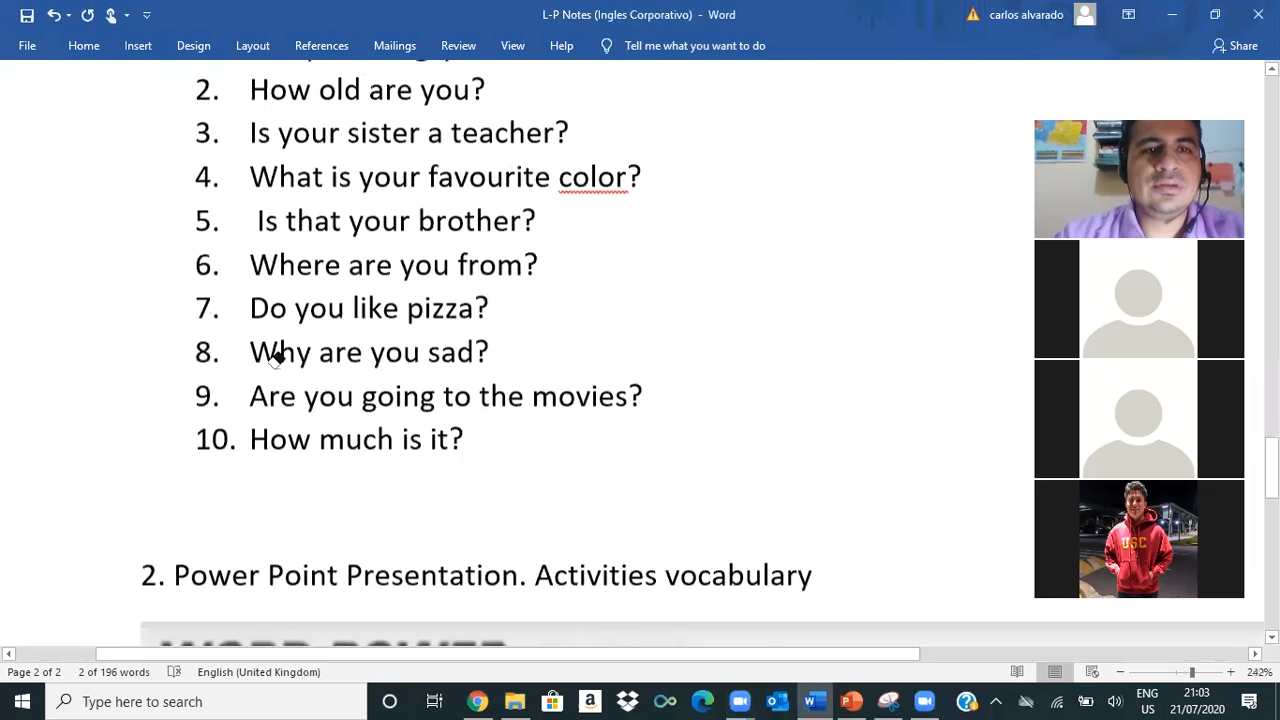 L-P Notes (Ingles Corporativo) - Word
carlos alvarado
File Home Insert Design Layout References Mailings Review View Help Tell me what you want to do Share
2. How old are you?
3. Is your sister a teacher?
4. What is your favourite color?
5. Is that your brother?
6. Where are you from?
7. Do you like pizza?
8. Why are you sad?
9. Are you going to the movies?
10. How much is it?
USC
2. Power Point Presentation. Activities vocabulary
WORD POWER
Page 2 of 2 2 of 196 words English (United Kingdom) 242%
Type here to search
ENG 21:03
US 21/07/2020